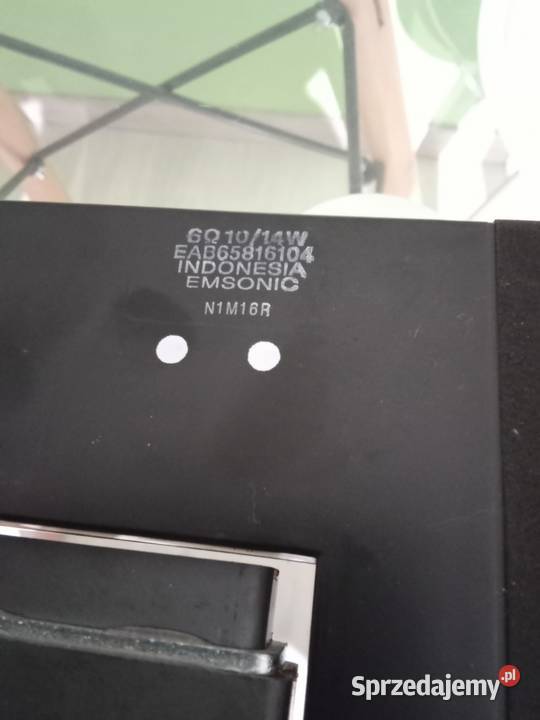 6Ω 10/14W
EAB65816104
INDONESIA
EMSONIC
N1M16R
Sprzedajemy.pl